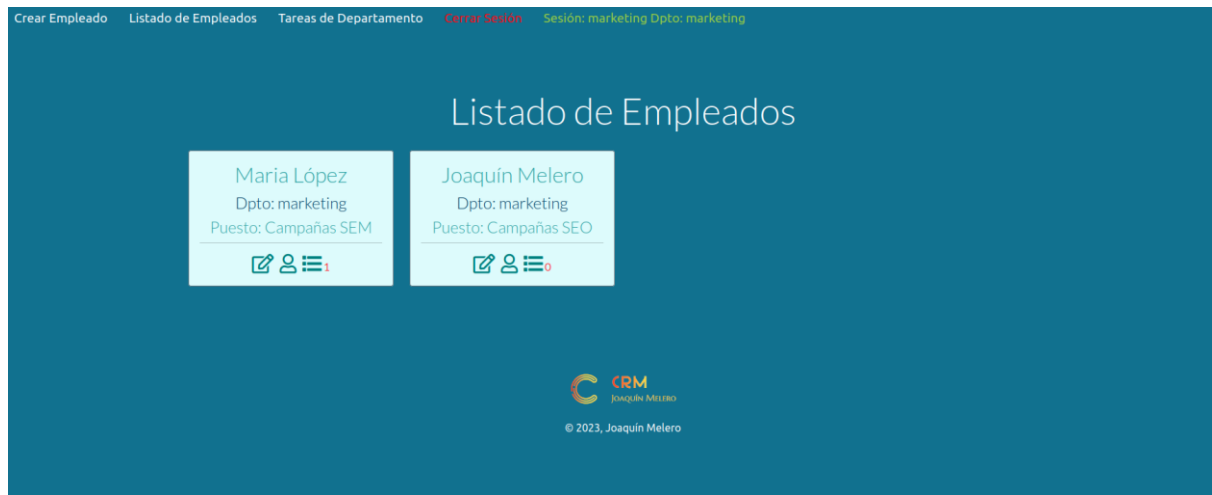 Crear Empleado Listado de Empleados Tareas de Departamento Cerrar Sesión Sesión: marketing Dpto: marketing
Listado de Empleados
Maria López
Dpto: marketing
Puesto: Campañas SEM
1
Joaquín Melero
Dpto: marketing
Puesto: Campañas SEO
0
CRM
Joaquín Melero
© 2023, Joaquín Melero